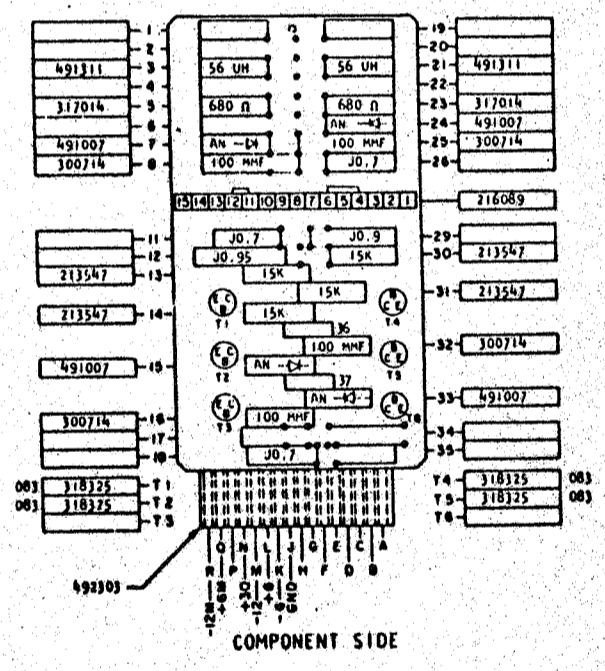 1
2
491311 3
4
317014 5
6
491007 7
300714 8
56 UH
680 Ω
AN
100 MMF
56 UH
680 Ω
AN
100 MMF
J0.7
19
20
21 491311
22
23 317014
24 491007
25 300714
26
15 14 13 12 11 10 9 8 7 6 5 4 3 2 1
216089
11
12
213547 13
213547 14
491007 15
300714 16
17
18
J0.7
J0.9
J0.95
15K
15K
15K
15K
36
100 MMF
AN
37
AN
100 MMF
J0.7
E C B
T1
E C B
T2
E C B
T3
B C E
T4
B C E
T5
B C E
T6
29
30 213547
31 213547
32 300714
33 491007
34
35
083 318325 T1
083 318325 T2
T3
T4 318325 083
T5 318325 083
T6
Q N L J G E C A
R P M K H F D B
-12M
+6M
+30
-12
+6
-6
GND
492303
COMPONENT SIDE